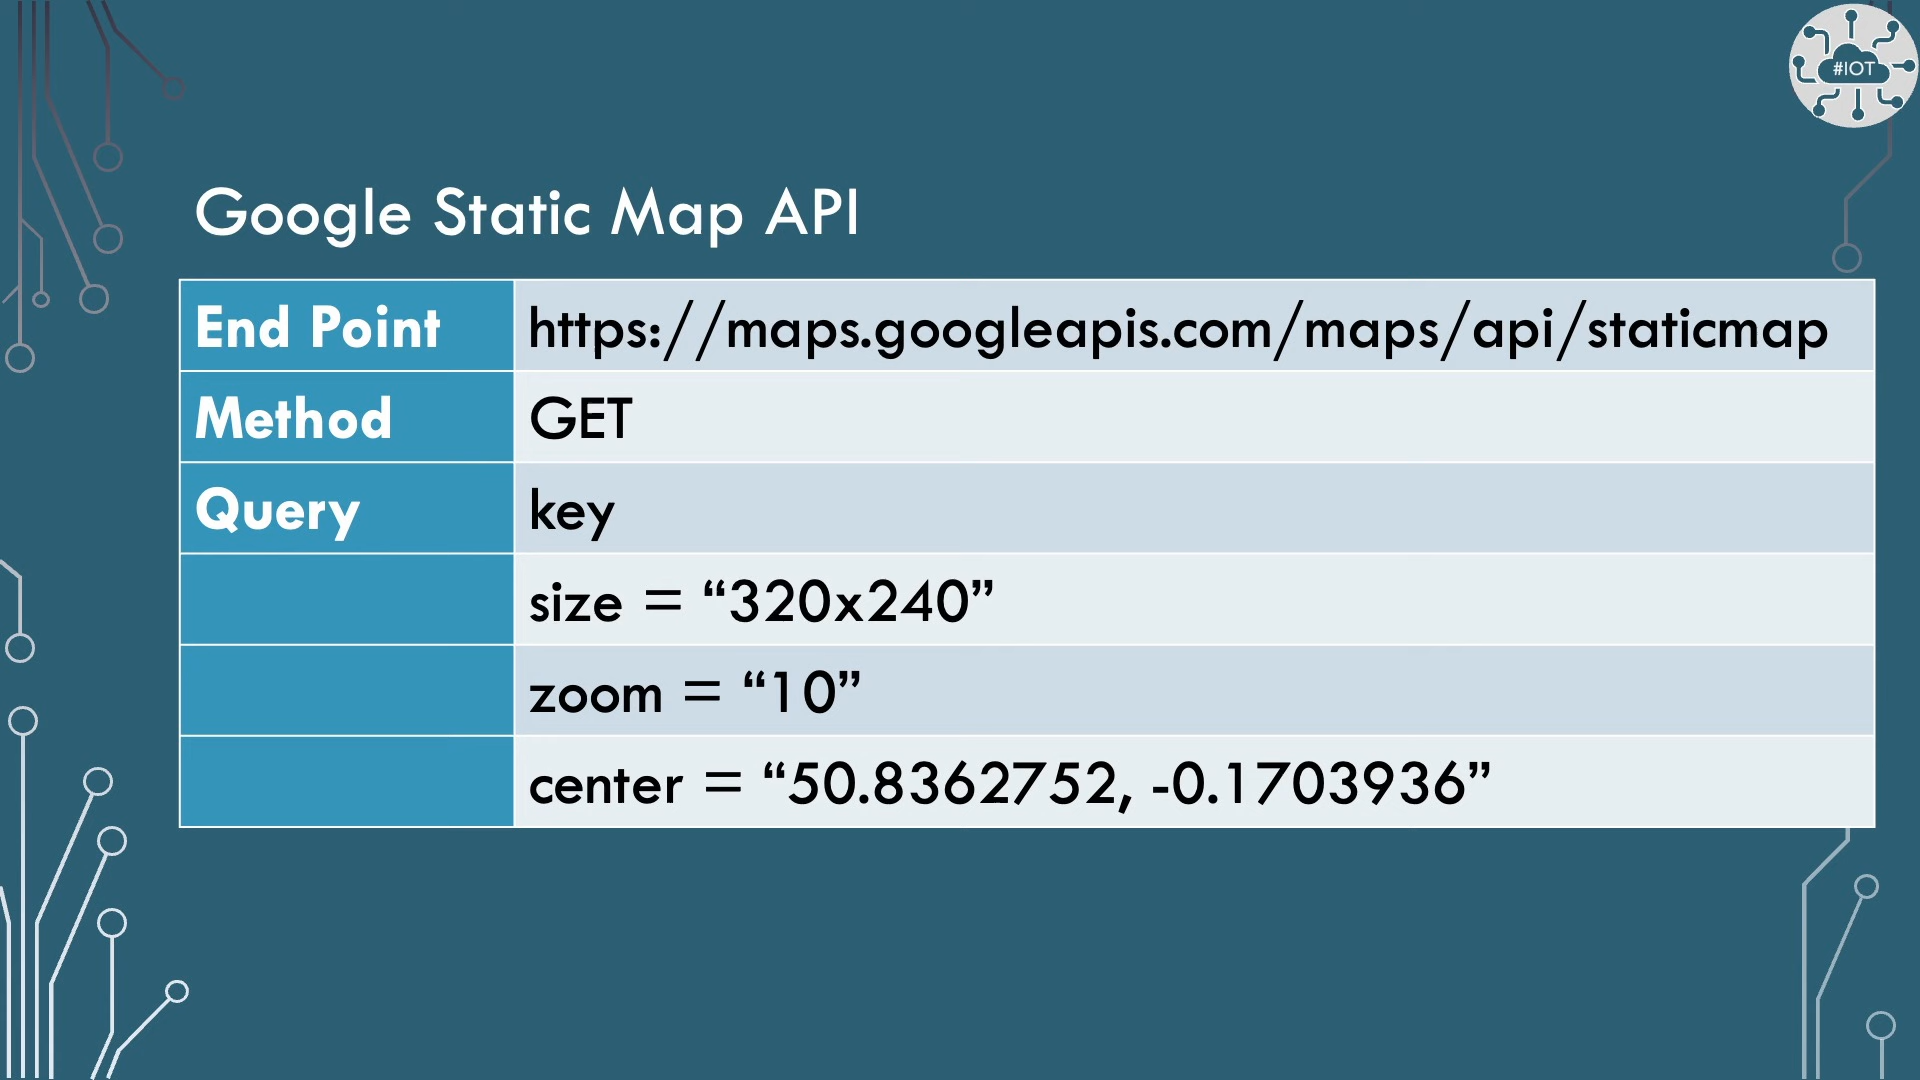 #IOT
Google Static Map API
End Point https://maps.googleapis.com/maps/api/staticmap
Method GET
Query key
size = “320x240”
zoom = “10”
center = “50.8362752, -0.1703936”